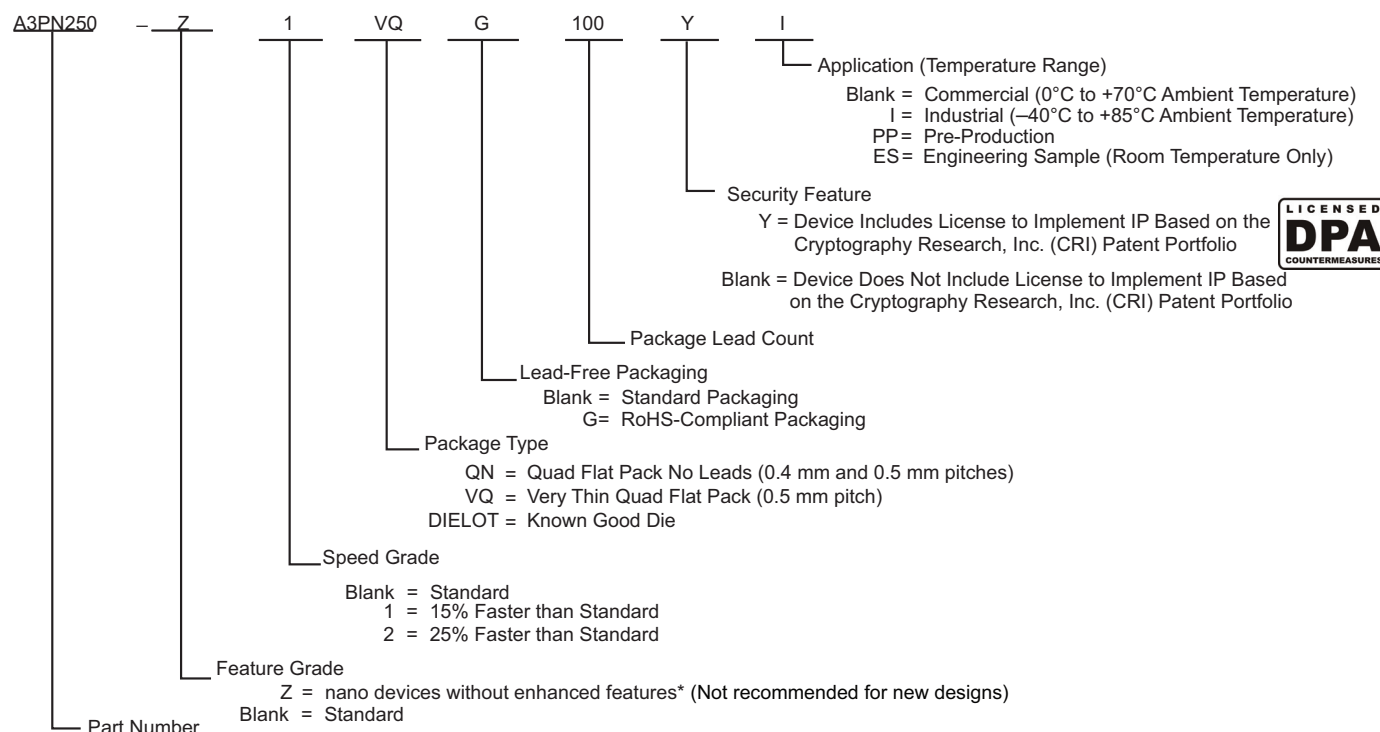 A3PN250 – Z 1 VQ G 100 Y I
Application (Temperature Range)
Blank = Commercial (0°C to +70°C Ambient Temperature)
I = Industrial (–40°C to +85°C Ambient Temperature)
PP= Pre-Production
ES= Engineering Sample (Room Temperature Only)
Security Feature
Y = Device Includes License to Implement IP Based on the
Cryptography Research, Inc. (CRI) Patent Portfolio
LICENSED
DPA
COUNTERMEASURES
Blank = Device Does Not Include License to Implement IP Based
on the Cryptography Research, Inc. (CRI) Patent Portfolio
Package Lead Count
Lead-Free Packaging
Blank = Standard Packaging
G= RoHS-Compliant Packaging
Package Type
QN = Quad Flat Pack No Leads (0.4 mm and 0.5 mm pitches)
VQ = Very Thin Quad Flat Pack (0.5 mm pitch)
DIELOT = Known Good Die
Speed Grade
Blank = Standard
1 = 15% Faster than Standard
2 = 25% Faster than Standard
Feature Grade
Z = nano devices without enhanced features* (Not recommended for new designs)
Blank = Standard
Part Number